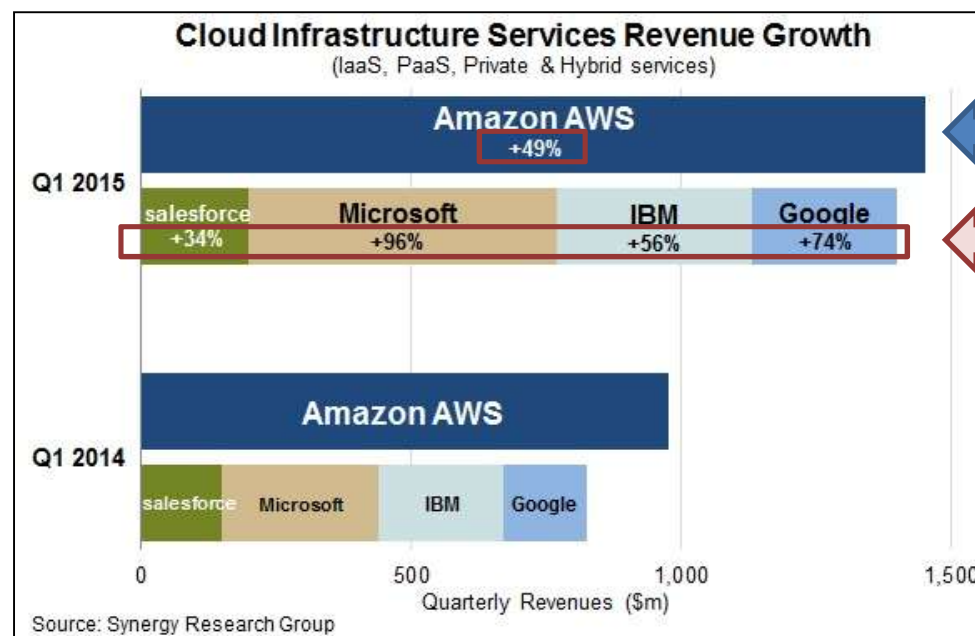 Cloud Infrastructure Services Revenue Growth
(IaaS, PaaS, Private & Hybrid services)
Amazon AWS
+49%
Q1 2015
salesforce Microsoft IBM Google
+34% +96% +56% +74%
Amazon AWS
Q1 2014
salesforce Microsoft IBM Google
0 500 1,000 1,500
Quarterly Revenues ($m)
Source: Synergy Research Group